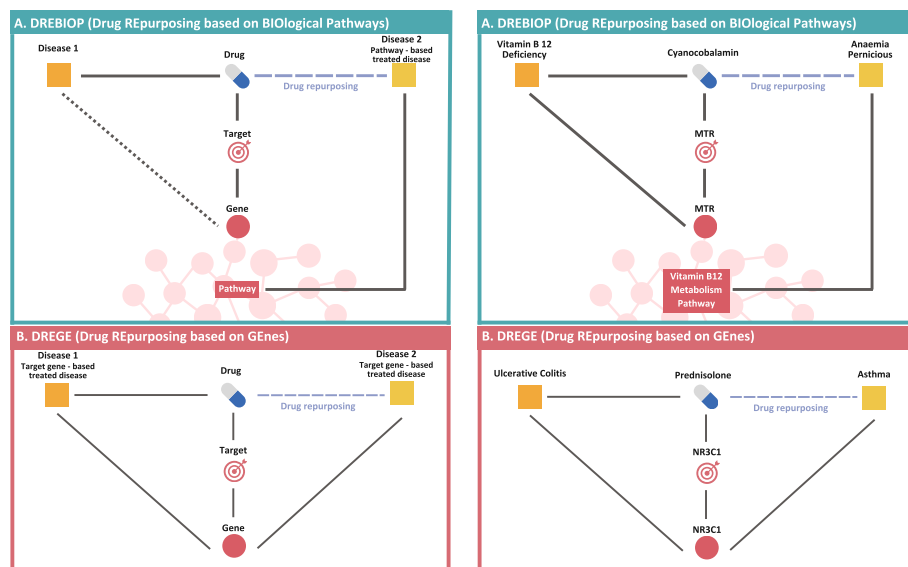 A. DREBIOP (Drug REpurposing based on BIOlogical Pathways)
Disease 1
Drug
Disease 2
Pathway - based
treated disease
Drug repurposing
Target
Gene
Pathway
A. DREBIOP (Drug REpurposing based on BIOlogical Pathways)
Vitamin B 12
Deficiency
Cyanocobalamin
Anaemia
Pernicious
Drug repurposing
MTR
MTR
Vitamin B12
Metabolism
Pathway
B. DREGE (Drug REpurposing based on GEnes)
Disease 1
Target gene - based
treated disease
Drug
Disease 2
Target gene - based
treated disease
Drug repurposing
Target
Gene
B. DREGE (Drug REpurposing based on GEnes)
Ulcerative Colitis
Prednisolone
Asthma
Drug repurposing
NR3C1
NR3C1